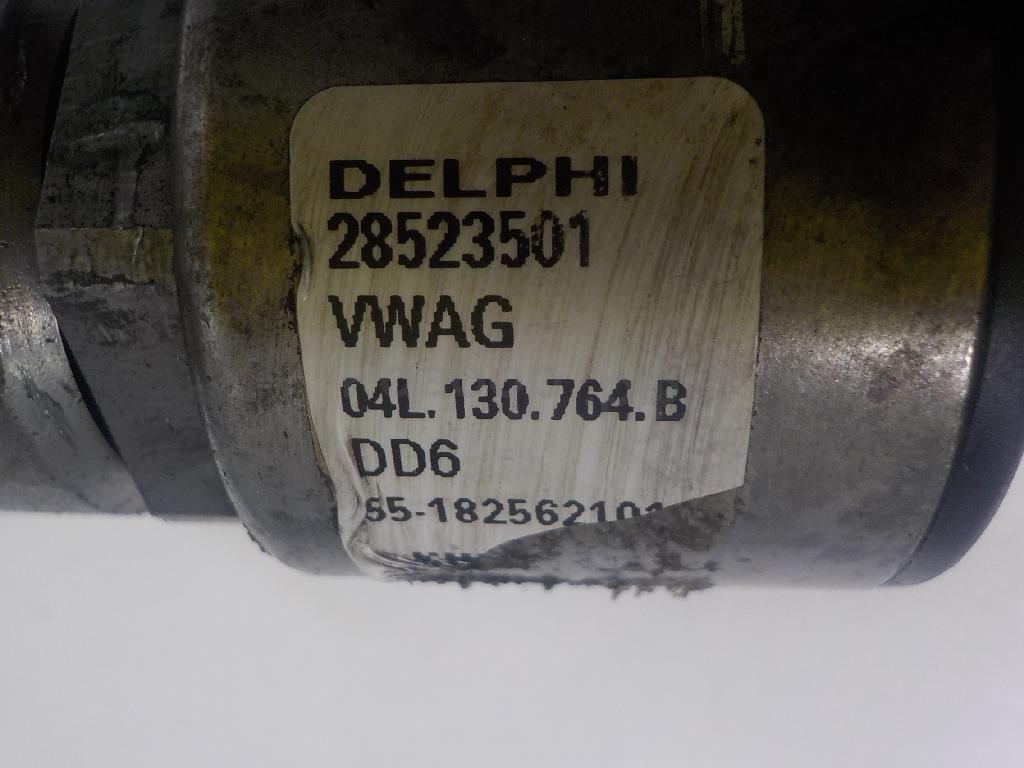 DELPHI
28523501
VWAG
04L.130.764.B
DD6